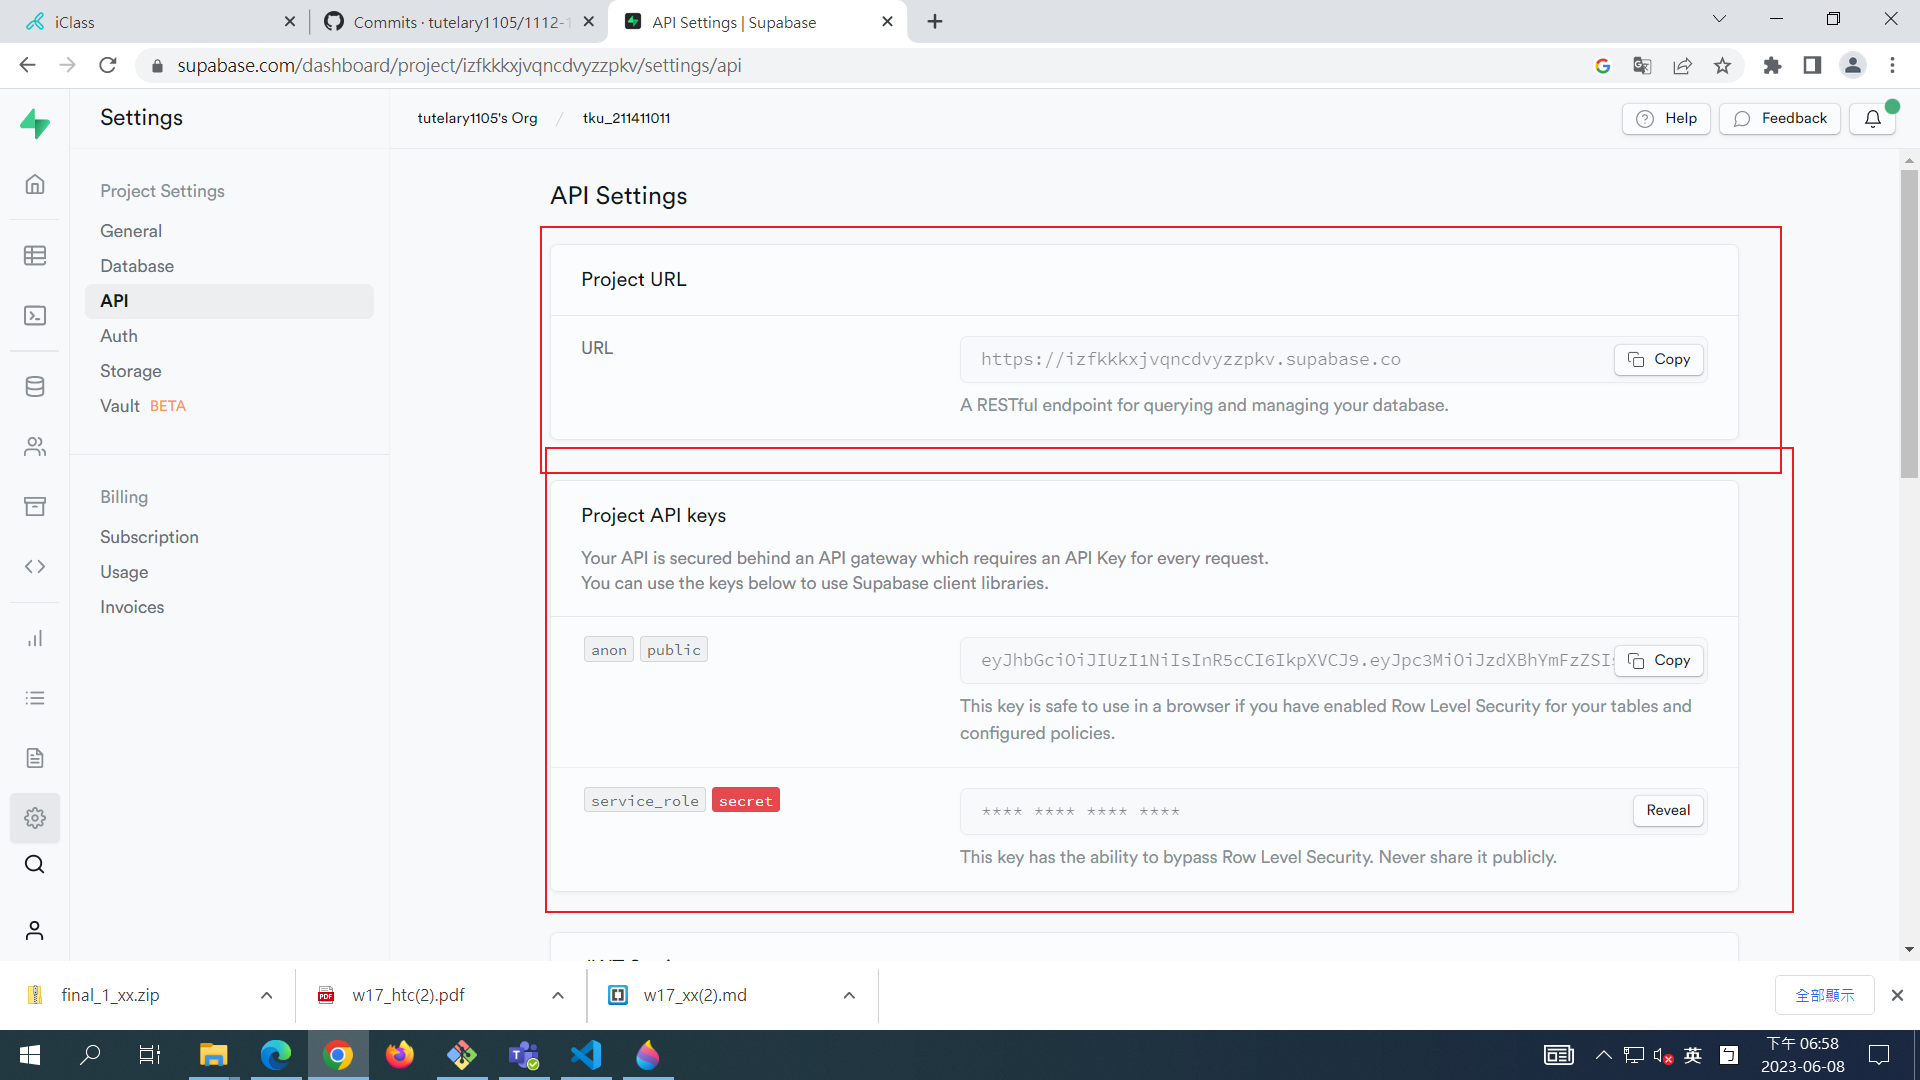 iClass
Commits · tutelary1105/1112-1
API Settings | Supabase
supabase.com/dashboard/project/izfkkkxjvqncdvyzzpkv/settings/api
Settings
tutelary1105's Org / tku_211411011
Help
Feedback
Project Settings
General
Database
API
Auth
Storage
Vault BETA
Billing
Subscription
Usage
Invoices
API Settings
Project URL
URL
https://izfkkkxjvqncdvyzzpkv.supabase.co
Copy
A RESTful endpoint for querying and managing your database.
Project API keys
Your API is secured behind an API gateway which requires an API Key for every request.
You can use the keys below to use Supabase client libraries.
anon public
eyJhbGciOiJIUzI1NiIsInR5cCI6IkpXVCJ9.eyJpc3MiOiJzdXBhYmFzZSIs
Copy
This key is safe to use in a browser if you have enabled Row Level Security for your tables and
configured policies.
service_role secret
**** **** **** ****
Reveal
This key has the ability to bypass Row Level Security. Never share it publicly.
final_1_xx.zip
w17_htc(2).pdf
w17_xx(2).md
全部顯示
英
下午 06:58
2023-06-08